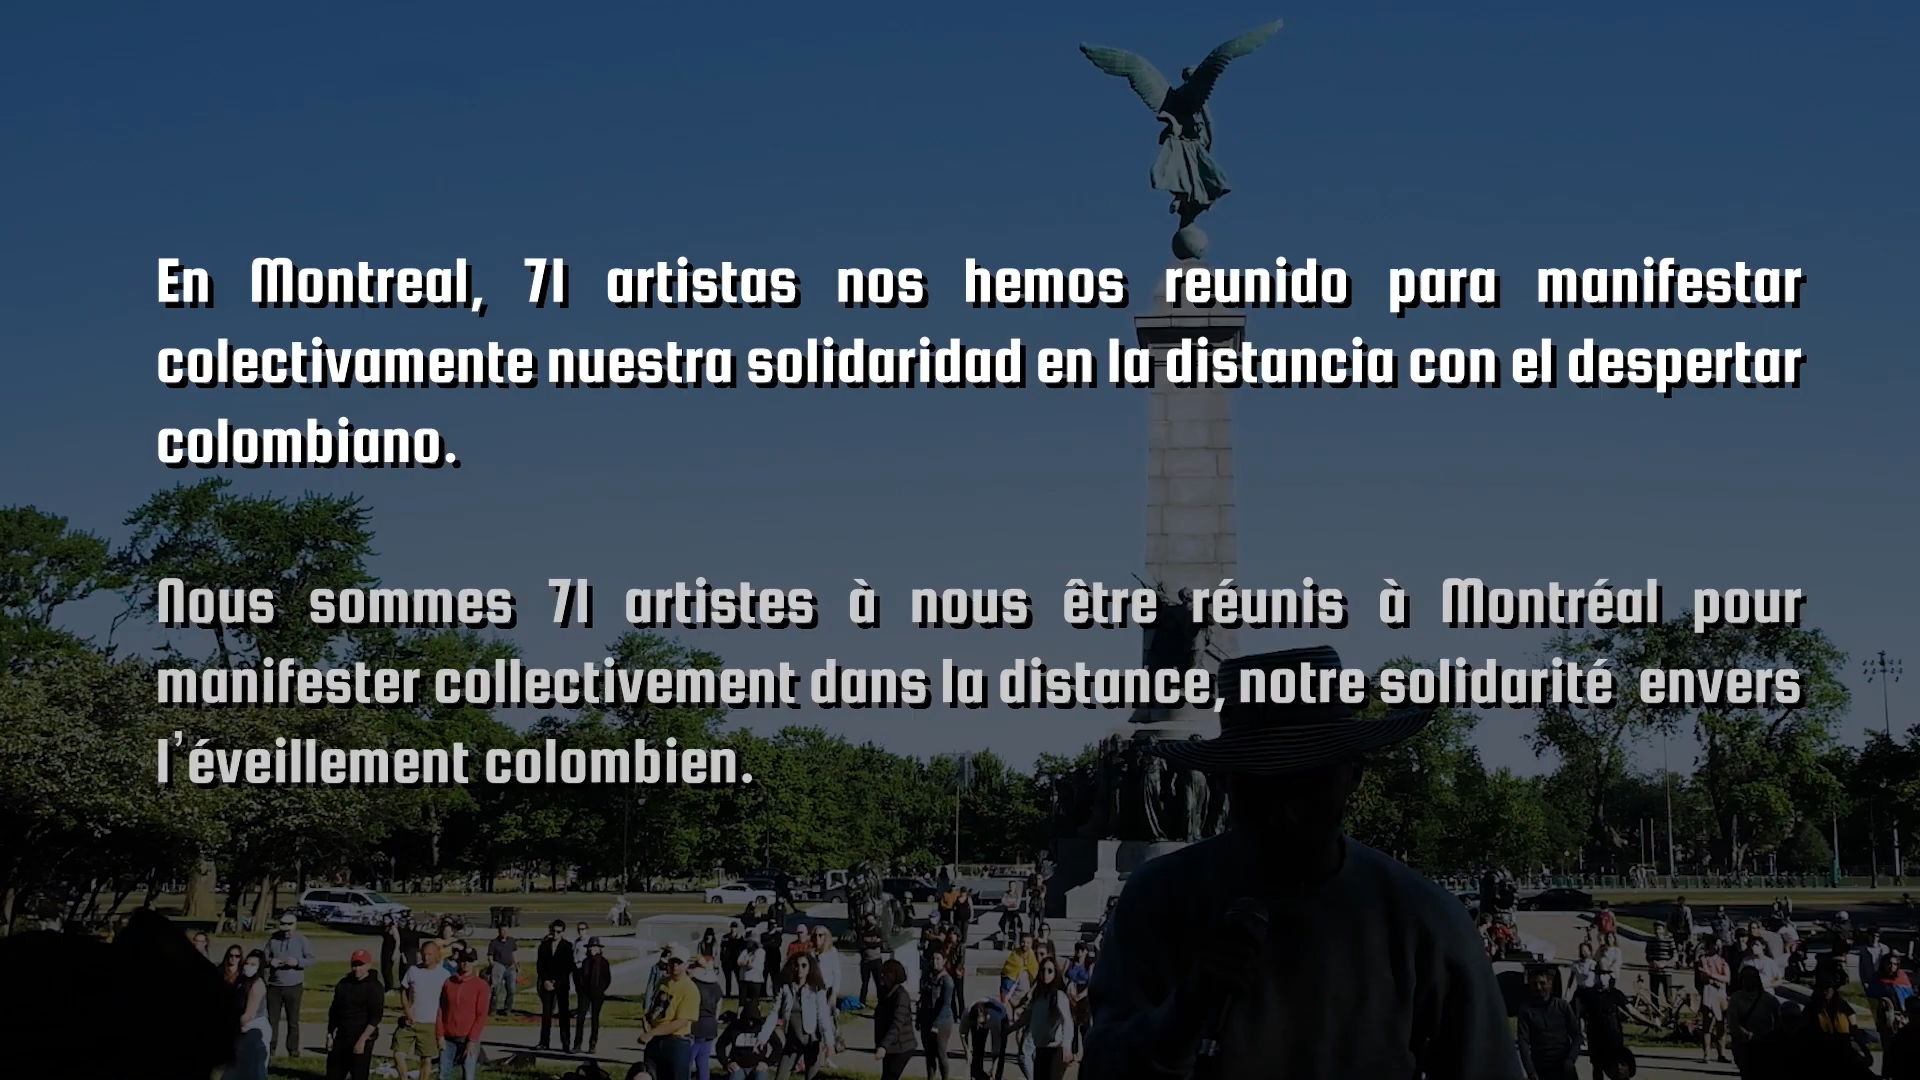 En Montreal, 71 artistas nos hemos reunido para manifestar
colectivamente nuestra solidaridad en la distancia con el despertar
colombiano.
Nous sommes 71 artistes à nous être réunis à Montréal pour
manifester collectivement dans la distance, notre solidarité envers
l'éveillement colombien.